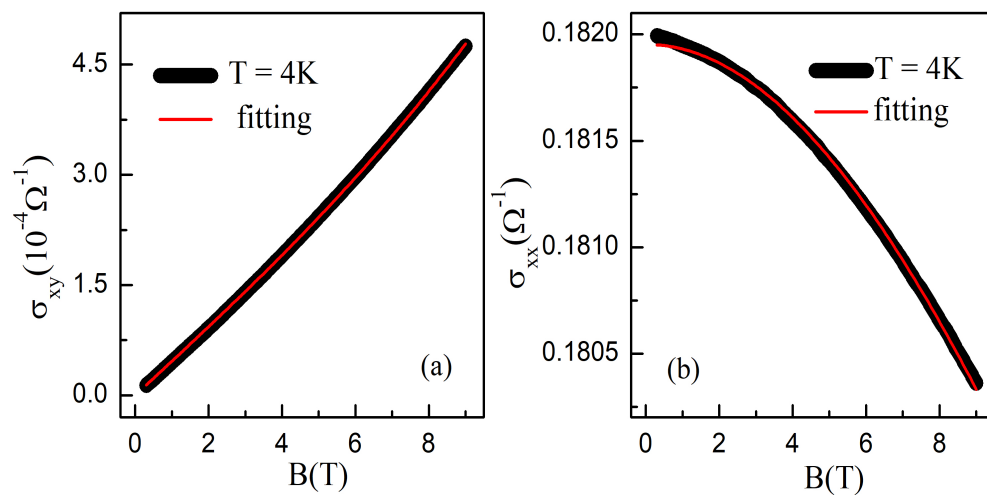 σxy(10⁻⁴Ω⁻¹)
4.5
3.0
1.5
0.0
T = 4K
fitting
(a)
0 2 4 6 8
B(T)
σxx(Ω⁻¹)
0.1820
0.1815
0.1810
0.1805
T = 4K
fitting
(b)
0 2 4 6 8
B(T)